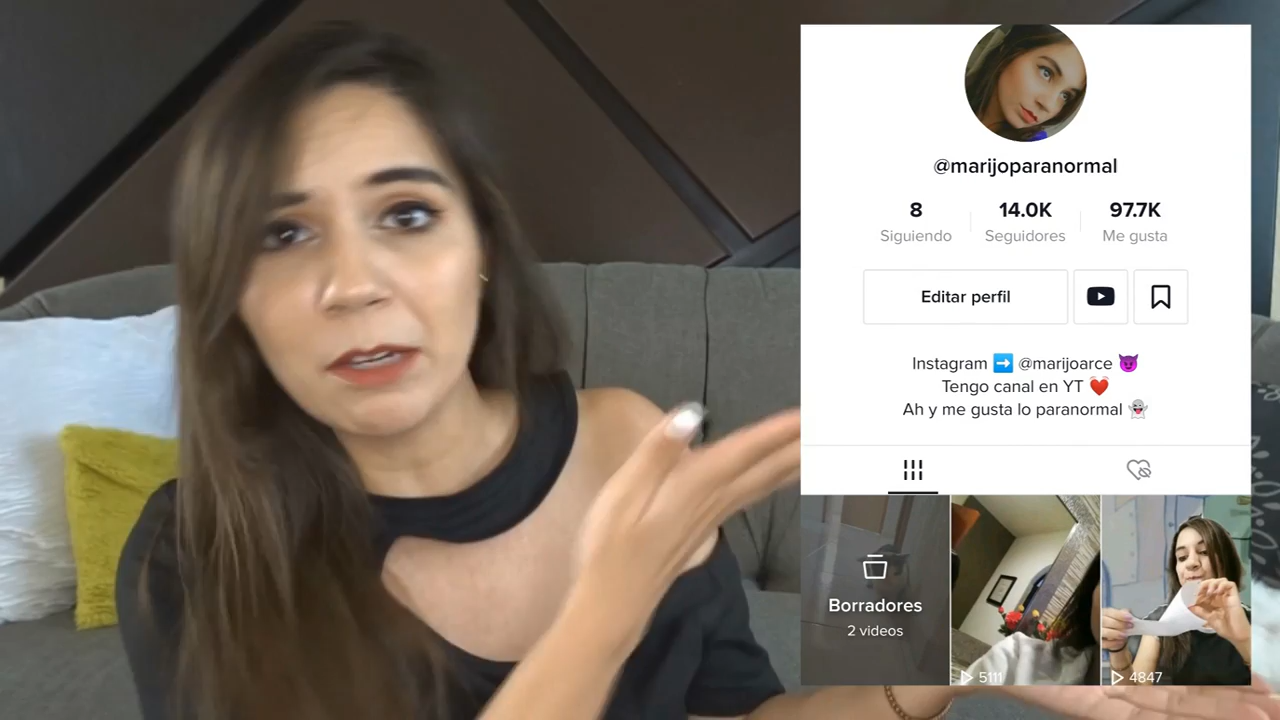 @marijoparanormal
8 14.0K 97.7K
Siguiendo Seguidores Me gusta
Editar perfil
Instagram ➡️ @marijoarce 😈
Tengo canal en YT ❤️
Ah y me gusta lo paranormal 👻
Borradores
2 videos
5111 4847